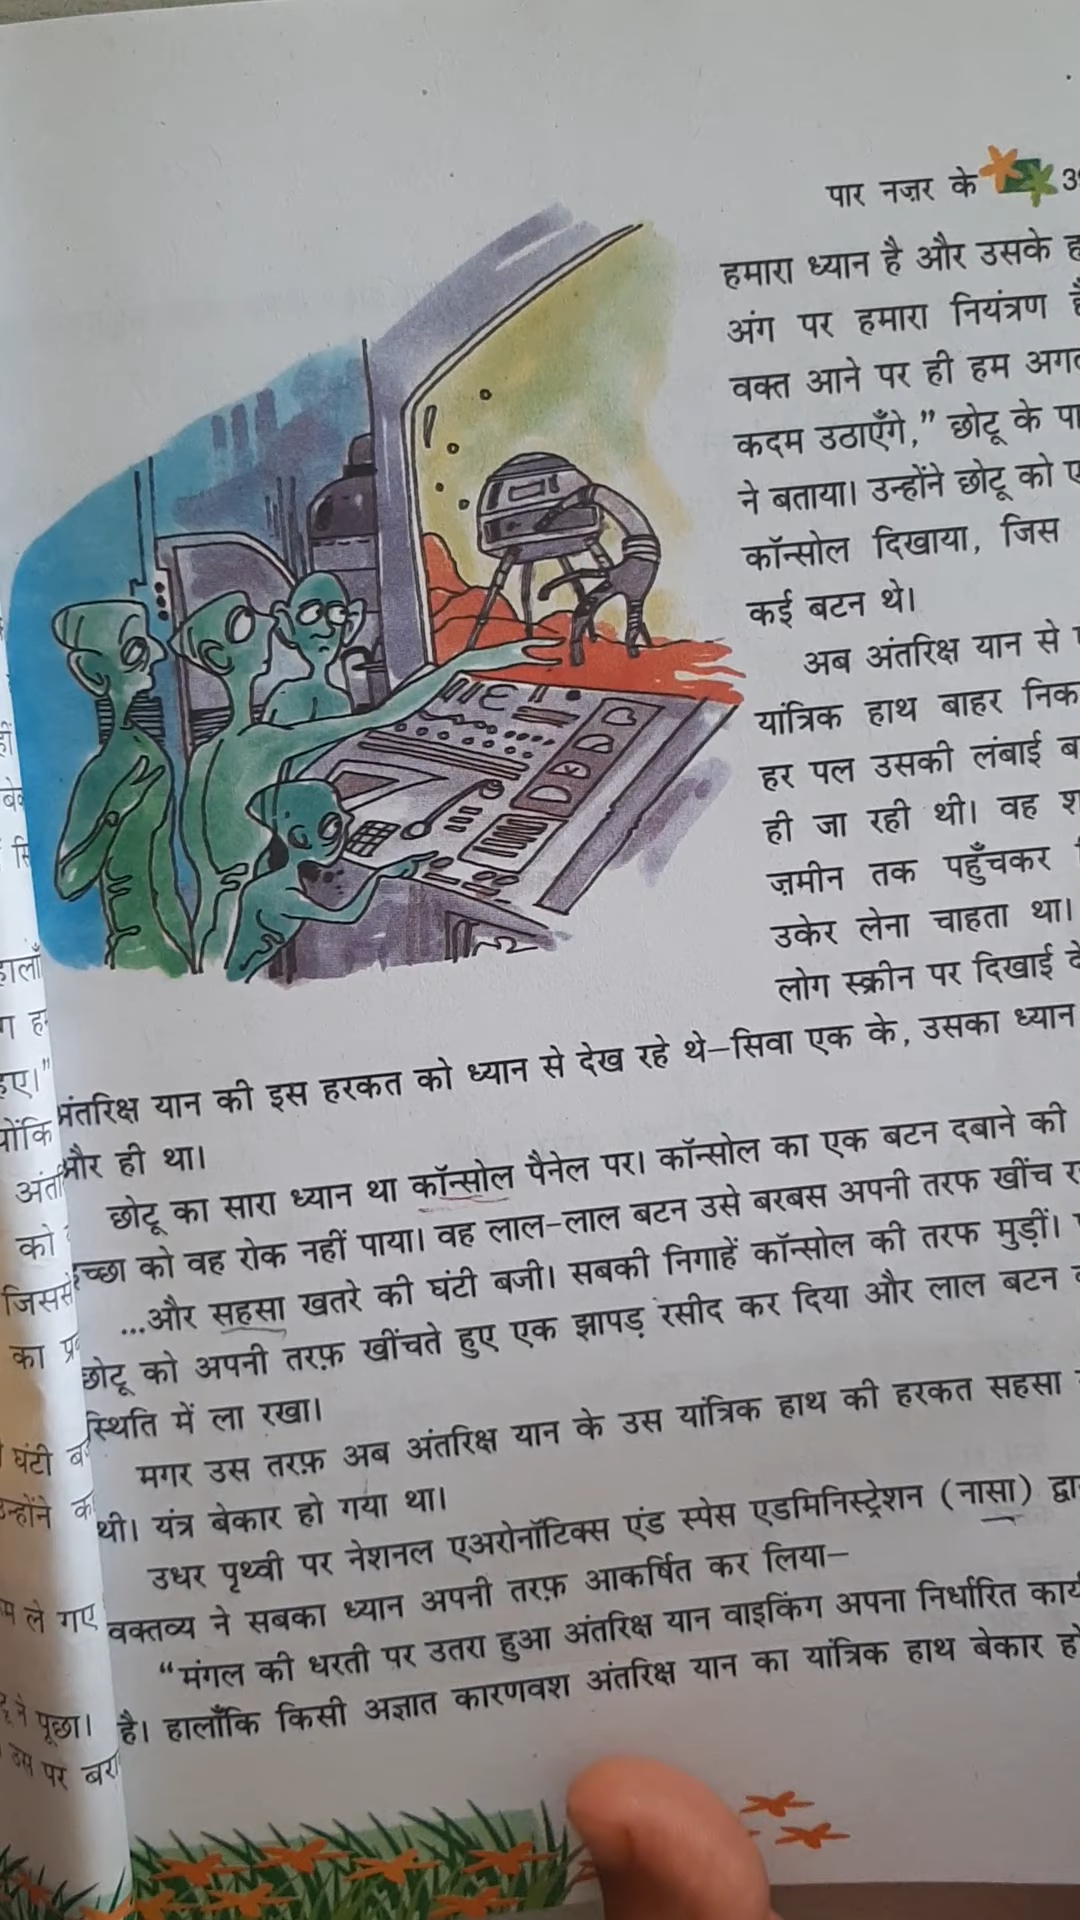 पार नज़र के
हमारा ध्यान है और उसके
अंग पर हमारा नियंत्रण
वक्त आने पर ही हम
कदम उठाएँगे,” छोटू के
ने बताया। उन्होंने छोटू को
कॉन्सोल दिखाया, जिस
कई बटन थे।
अब अंतरिक्ष यान से
यांत्रिक हाथ बाहर
हर पल उसकी लंबाई
ही जा रही थी। वह
ज़मीन तक पहुँचकर
उकेर लेना चाहता था।
लोग स्क्रीन पर दिखाई
अंतरिक्ष यान की इस हरकत को ध्यान से देख रहे थे–सिवा एक के, उसका ध्यान
और ही था।
छोटू का सारा ध्यान था कॉन्सोल पैनेल पर। कॉन्सोल का एक बटन दबाने की
इच्छा को वह रोक नहीं पाया। वह लाल-लाल बटन उसे बरबस अपनी तरफ खींच
...और सहसा खतरे की घंटी बजी। सबकी निगाहें कॉन्सोल की तरफ मुड़ीं।
छोटू को अपनी तरफ़ खींचते हुए एक झापड़ रसीद कर दिया और लाल बटन
स्थिति में ला रखा।
मगर उस तरफ़ अब अंतरिक्ष यान के उस यांत्रिक हाथ की हरकत सहसा
थी। यंत्र बेकार हो गया था।
उधर पृथ्वी पर नेशनल एअरोनॉटिक्स एंड स्पेस एडमिनिस्ट्रेशन (नासा)
वक्तव्य ने सबका ध्यान अपनी तरफ़ आकर्षित कर लिया–
“मंगल की धरती पर उतरा हुआ अंतरिक्ष यान वाइकिंग अपना निर्धारित
है। हालाँकि किसी अज्ञात कारणवश अंतरिक्ष यान का यांत्रिक हाथ बेकार
योंकि
को
घंटी
ले गए
ने पूछा।
पर